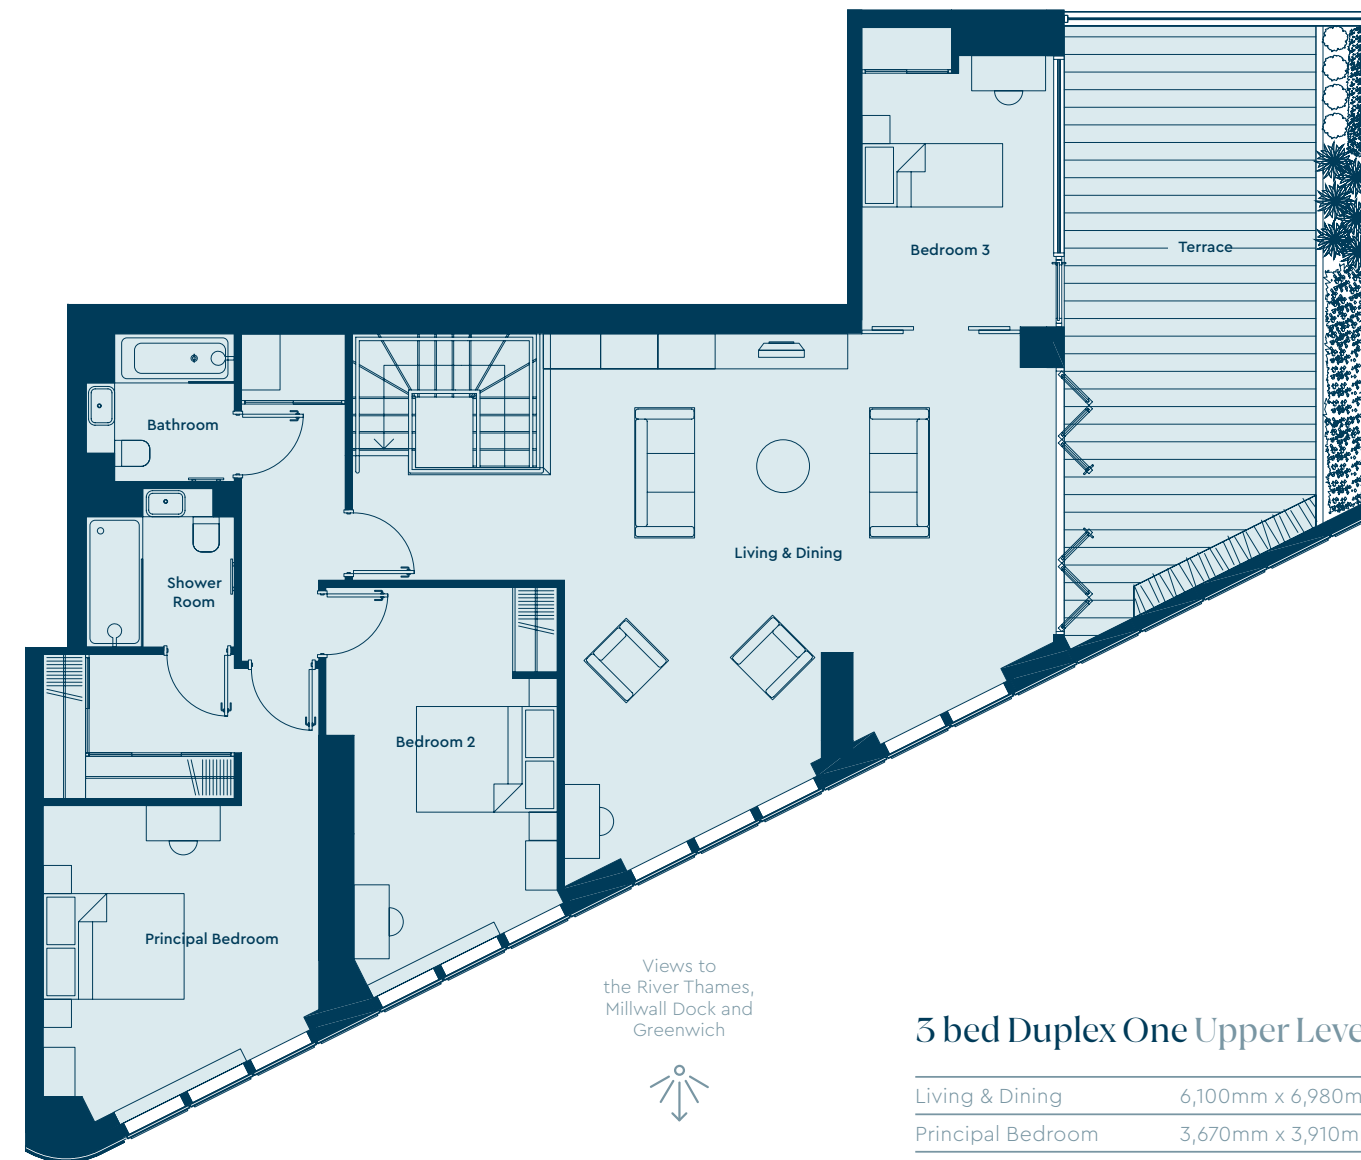 Bedroom 3
Terrace
Bathroom
Living & Dining
Shower
Room
Bedroom 2
Principal Bedroom
Views to
the River Thames,
Millwall Dock and
Greenwich
3 bed Duplex One Upper Leve
Living & Dining 6,100mm x 6,980m
Principal Bedroom 3,670mm x 3,910m